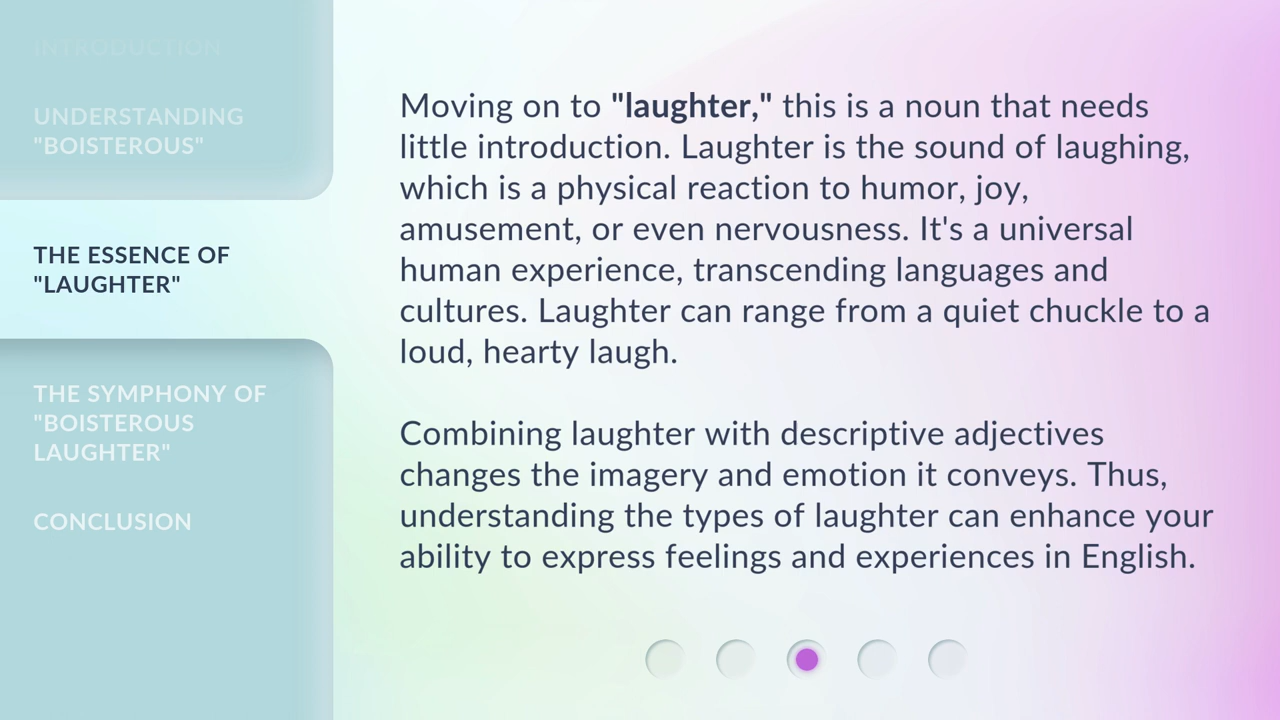 INTRODUCTION
UNDERSTANDING
"BOISTEROUS"
THE ESSENCE OF
"LAUGHTER"
THE SYMPHONY OF
"BOISTEROUS
LAUGHTER"
CONCLUSION
Moving on to "laughter," this is a noun that needs
little introduction. Laughter is the sound of laughing,
which is a physical reaction to humor, joy,
amusement, or even nervousness. It's a universal
human experience, transcending languages and
cultures. Laughter can range from a quiet chuckle to a
loud, hearty laugh.
Combining laughter with descriptive adjectives
changes the imagery and emotion it conveys. Thus,
understanding the types of laughter can enhance your
ability to express feelings and experiences in English.